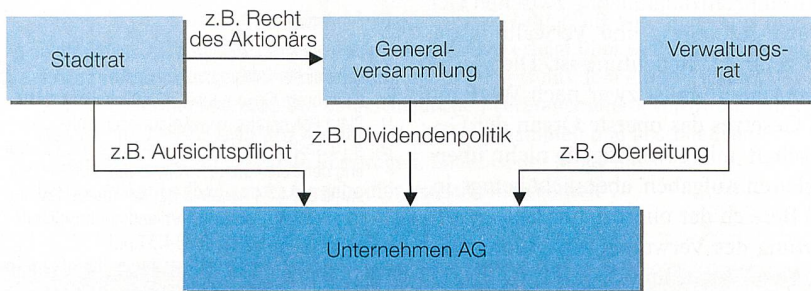 z.B. Recht
des Aktionärs
Stadtrat
General-
versammlung
Verwaltungs-
rat
z.B. Aufsichtspflicht
z.B. Dividendenpolitik
z.B. Oberleitung
Unternehmen AG